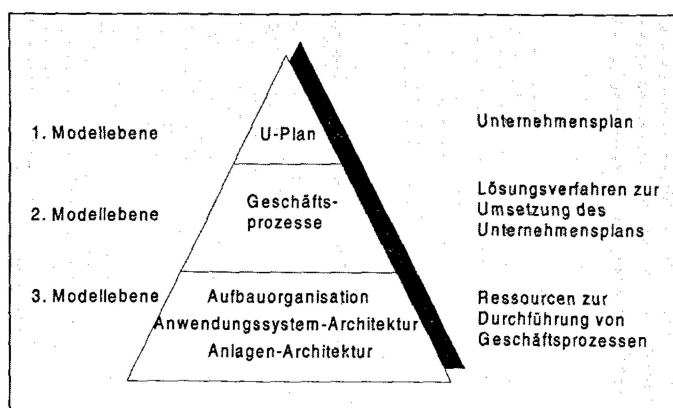 1. Modellebene
U-Plan
Unternehmensplan
2. Modellebene
Geschäfts-
prozesse
Lösungsverfahren zur
Umsetzung des
Unternehmensplans
3. Modellebene
Aufbauorganisation
Anwendungssystem-Architektur
Anlagen-Architektur
Ressourcen zur
Durchführung von
Geschäftsprozessen